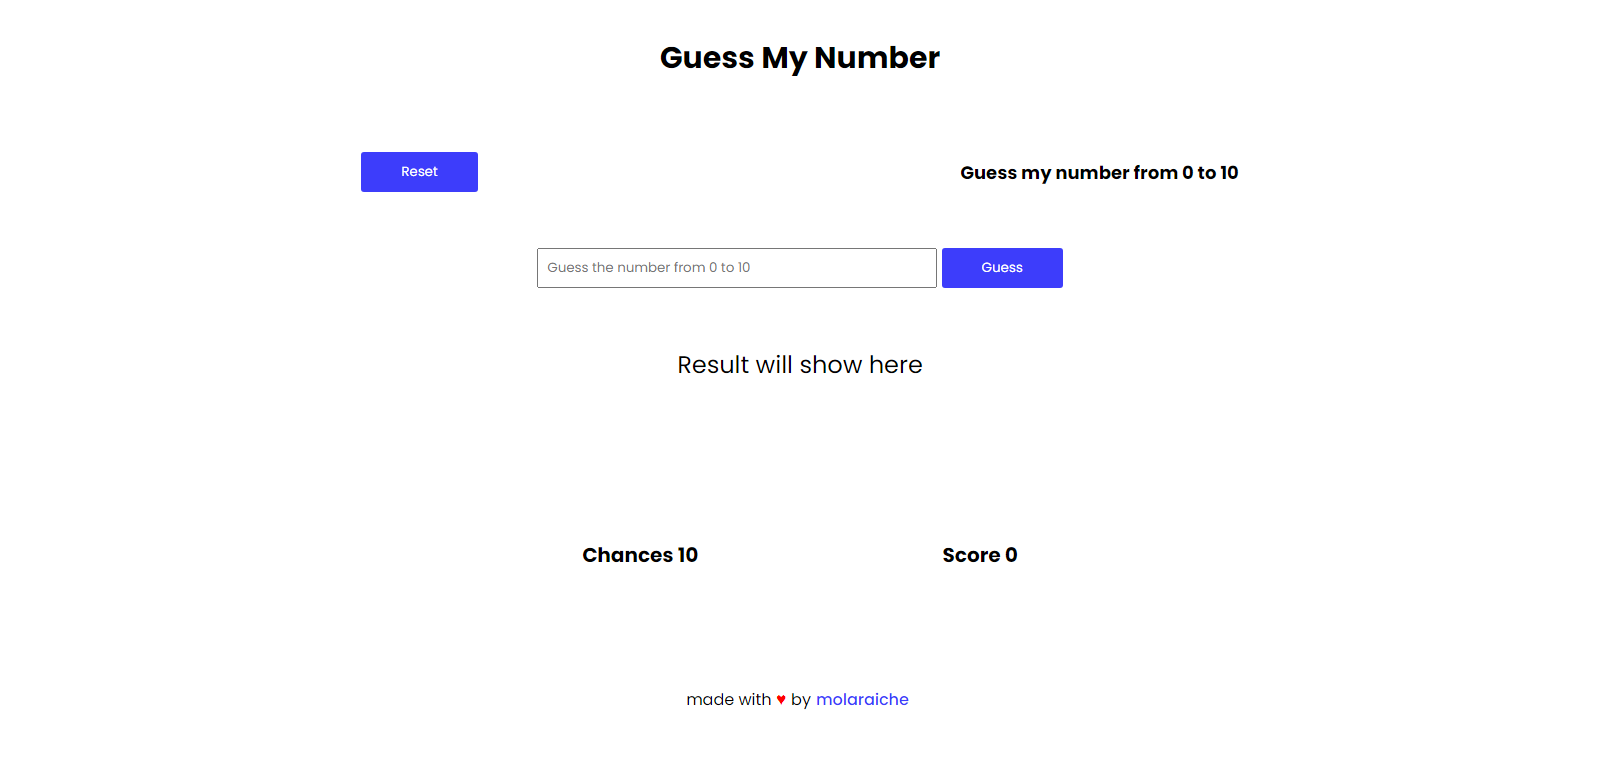 Guess My Number
Reset
Guess my number from 0 to 10
Guess the number from 0 to 10
Guess
Result will show here
Chances 10
Score 0
made with ♥ by molaraiche